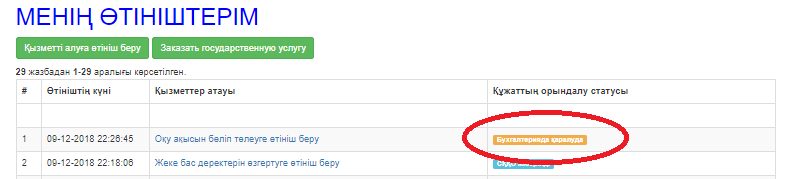 МЕНІҢ ӨТІНІШТЕРІМ
Қызметті алуға өтініш беру Заказать государственную услугу
29 жазбадан 1-29 аралығы көрсетілген.
# Өтініштің күні Қызметтер атауы Құжаттың орындалу статусы
1 09-12-2018 22:26:45 Оқу ақысын бөліп төлеуге өтініш беру Бухгалтерияда қаралуда
2 09-12-2018 22:18:06 Жеке бас деректерін өзгертуге өтініш беру